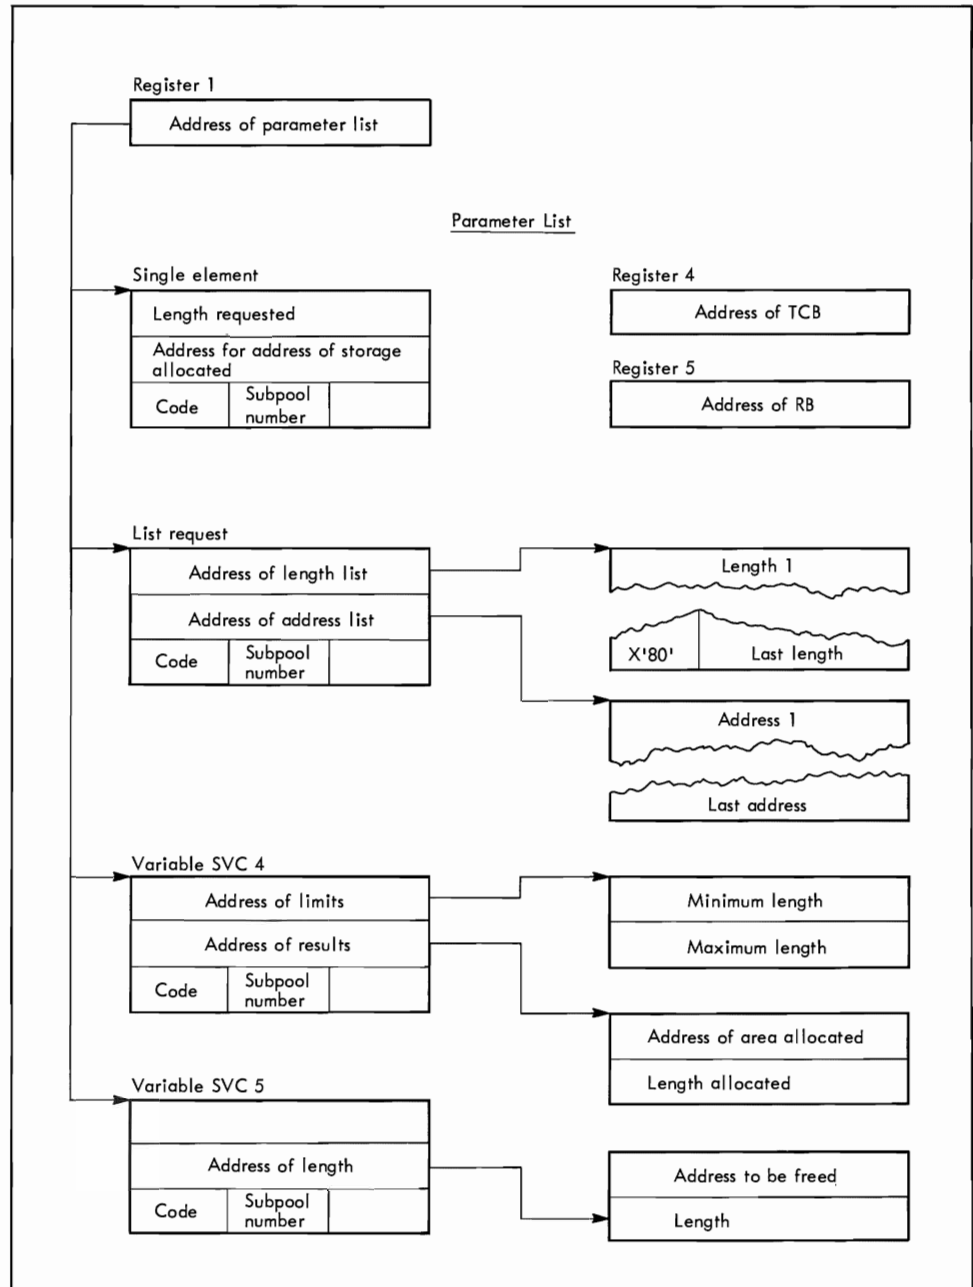 Register 1
Address of parameter list
Parameter List
Single element
Length requested
Address for address of storage
allocated
Code
Subpool
number
Register 4
Address of TCB
Register 5
Address of RB
List request
Address of length list
Address of address list
Code
Subpool
number
Length 1
X'80'
Last length
Address 1
Last address
Variable SVC 4
Address of limits
Address of results
Code
Subpool
number
Minimum length
Maximum length
Address of area allocated
Length allocated
Variable SVC 5
Address of length
Code
Subpool
number
Address to be freed
Length